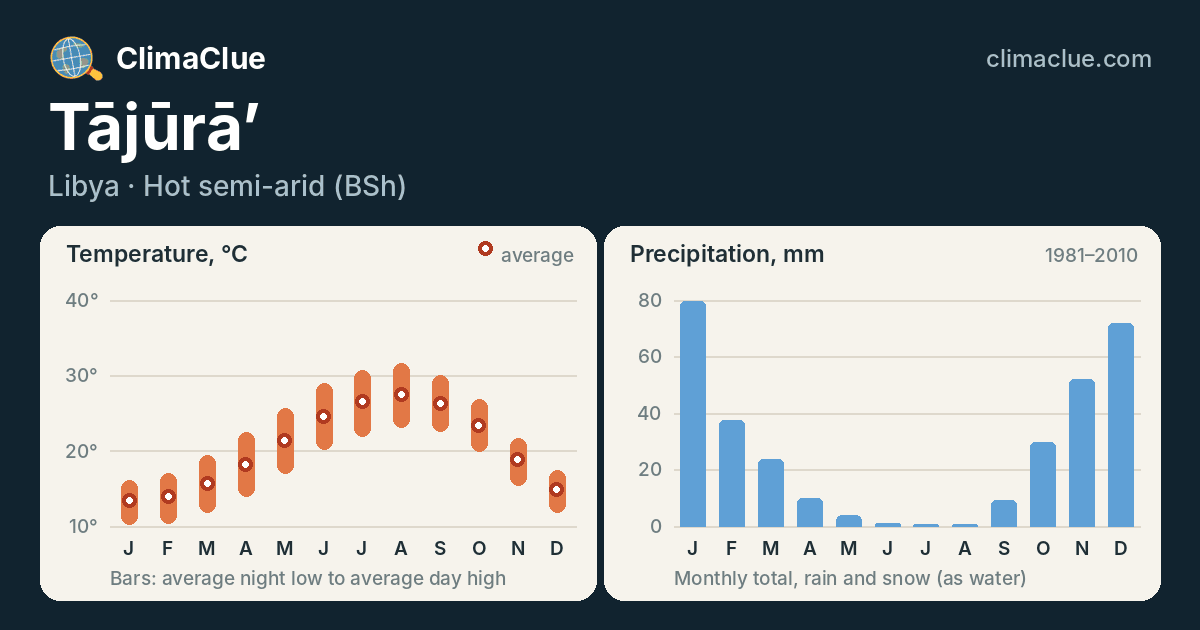 ClimaClue
climaclue.com
Tājūrā’
Libya · Hot semi-arid (BSh)
Temperature, °C
average
40°
30°
20°
10°
J F M A M J J A S O N D
Bars: average night low to average day high
Precipitation, mm
1981–2010
80
60
40
20
0
J F M A M J J A S O N D
Monthly total, rain and snow (as water)